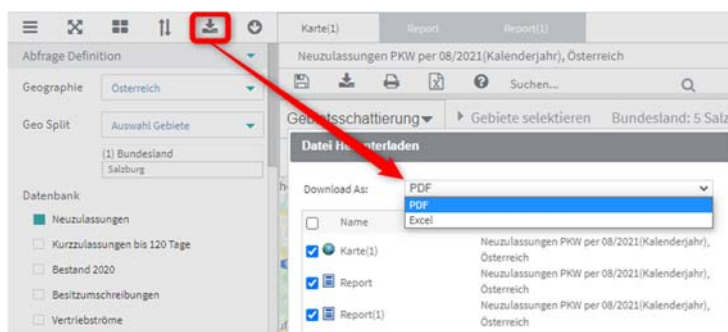 Karte(1)
Report
Report(1)
Abfrage Definition
Neuzulassungen PKW per 08/2021(Kalenderjahr), Österreich
Geographie
Österreich
Suchen...
Geo Split
Auswahl Gebiete
Gebietsschattierung
Gebiete selektieren
Bundesland: 5 Salz
(1) Bundesland
Salzburg
Datei Herunterladen
Download As:
PDF
PDF
Excel
Datenbank
Neuzulassungen
Kurzzulassungen bis 120 Tage
Bestand 2020
Besitzumschreibungen
Vertriebströme
Name
Karte(1)
Neuzulassungen PKW per 08/2021(Kalenderjahr),
Österreich
Report
Neuzulassungen PKW per 08/2021(Kalenderjahr),
Österreich
Report(1)
Neuzulassungen PKW per 08/2021(Kalenderjahr),
Österreich